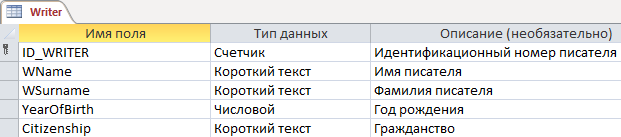 Writer
Имя поля Тип данных Описание (необязательно)
ID_WRITER Счетчик Идентификационный номер писателя
WName Короткий текст Имя писателя
WSurname Короткий текст Фамилия писателя
YearOfBirth Числовой Год рождения
Citizenship Короткий текст Гражданство